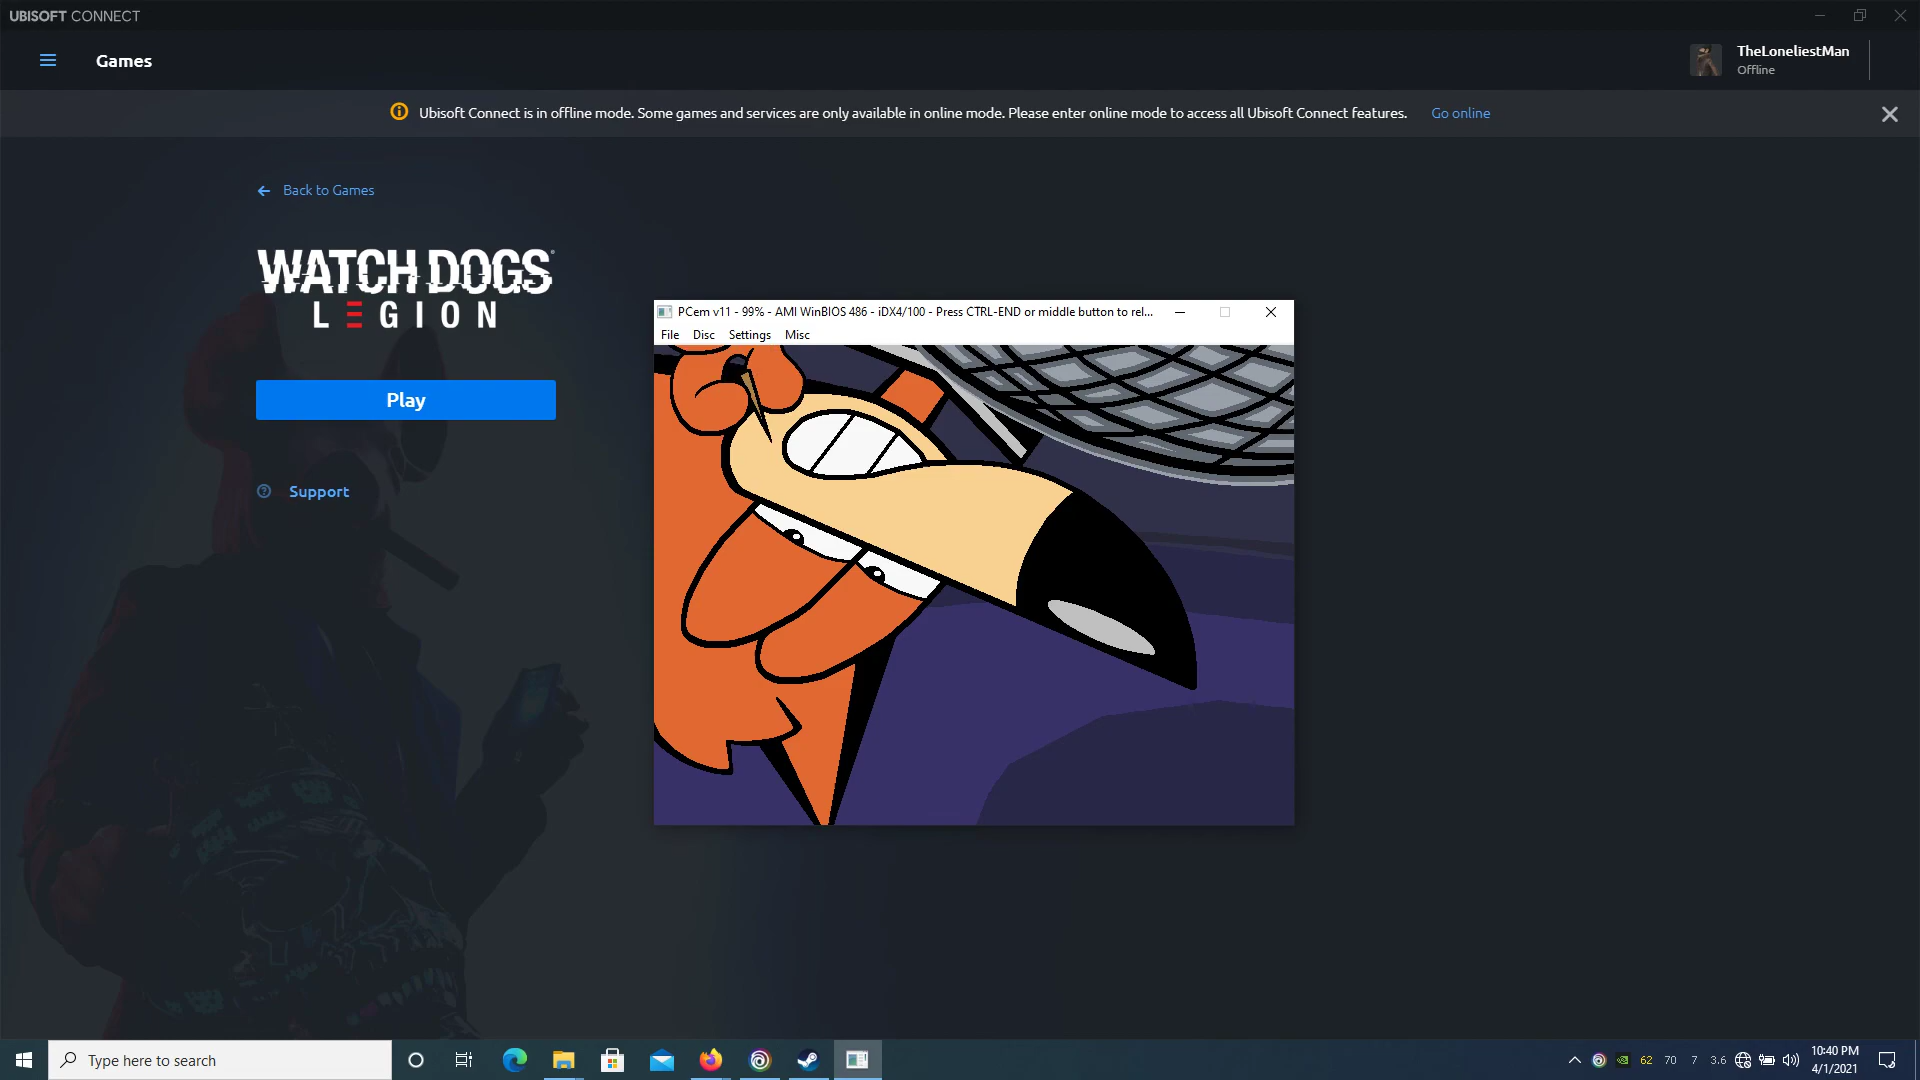 UBISOFT CONNECT
Games
TheLoneliestMan
Offline
Ubisoft Connect is in offline mode. Some games and services are only available in online mode. Please enter online mode to access all Ubisoft Connect features. Go online
Back to Games
WATCH DOGS
LEGION
Play
Support
PCem v11 - 99% - AMI WinBIOS 486 - iDX4/100 - Press CTRL-END or middle button to rel...
File Disc Settings Misc
Type here to search
62 70 7 3.6
10:40 PM
4/1/2021